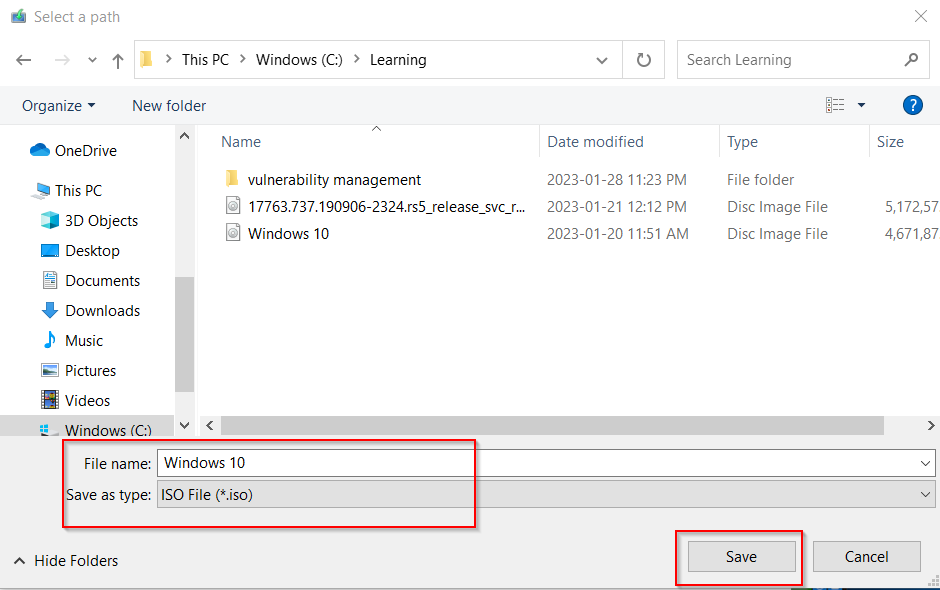 Select a path
This PC > Windows (C:) > Learning
Search Learning
Organize
New folder
?
Name
Date modified
Type
Size
OneDrive
This PC
3D Objects
Desktop
Documents
Downloads
Music
Pictures
Videos
Windows (C:)
vulnerability management 2023-01-28 11:23 PM File folder
17763.737.190906-2324.rs5_release_svc_r... 2023-01-21 12:12 PM Disc Image File 5,172,57
Windows 10 2023-01-20 11:51 AM Disc Image File 4,671,87
File name: Windows 10
Save as type: ISO File (*.iso)
Hide Folders
Save
Cancel